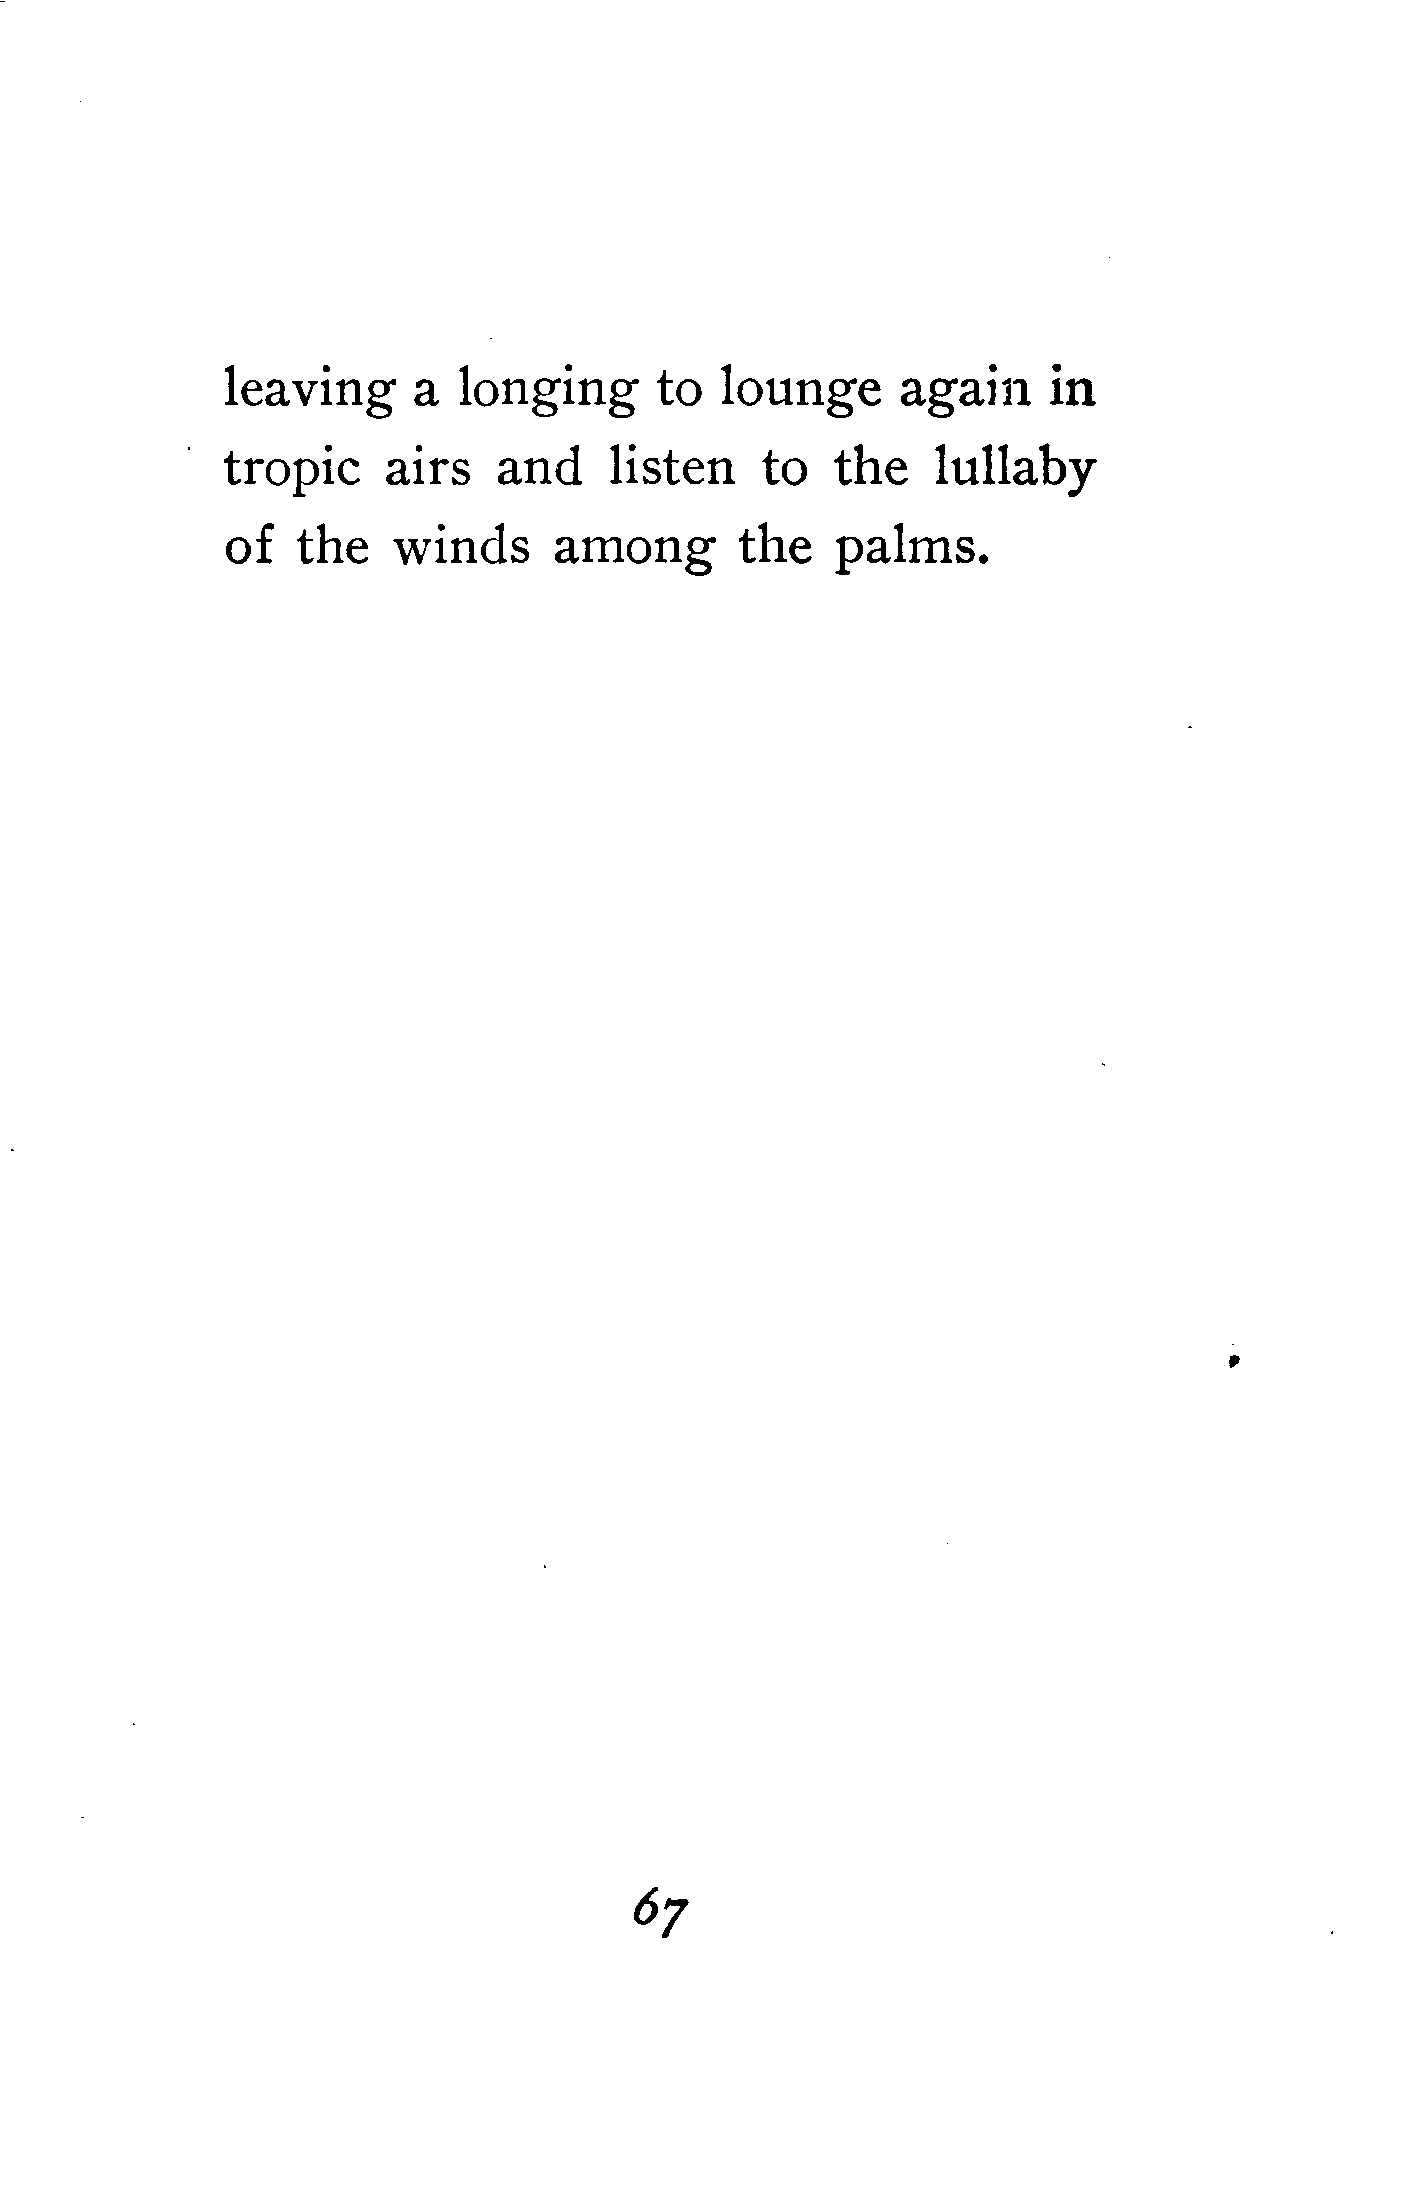 leaving a longing to lounge again in
tropic airs and listen to the lullaby
of the winds among the palms.
67